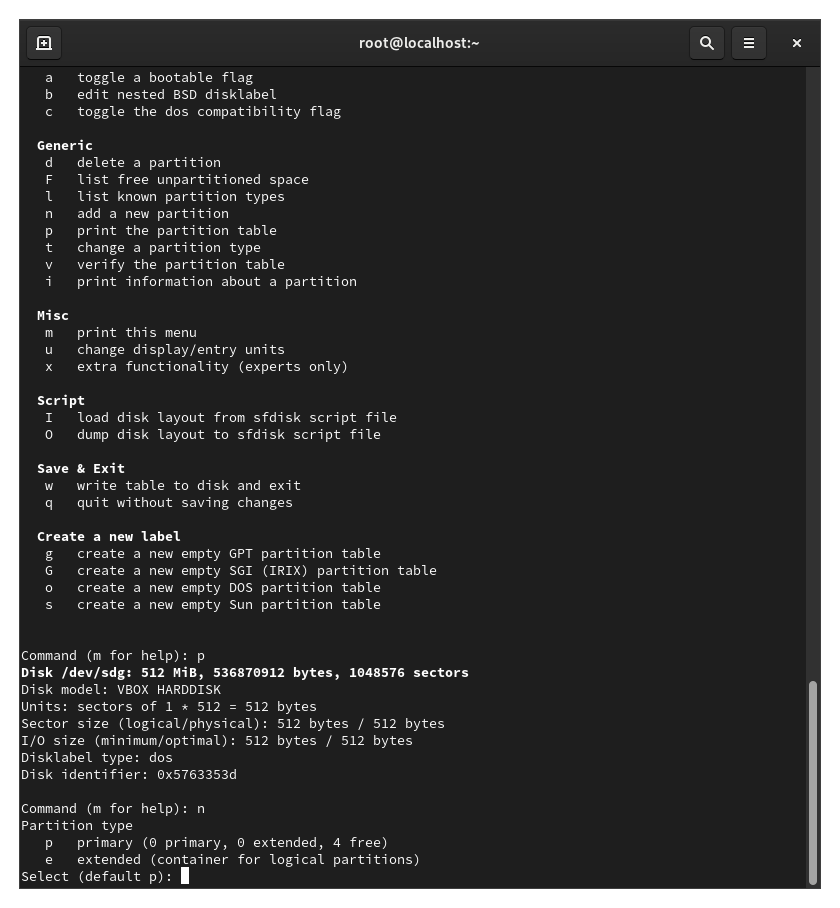 root@localhost:~
a toggle a bootable flag
b edit nested BSD disklabel
c toggle the dos compatibility flag
Generic
d delete a partition
F list free unpartitioned space
l list known partition types
n add a new partition
p print the partition table
t change a partition type
v verify the partition table
i print information about a partition
Misc
m print this menu
u change display/entry units
x extra functionality (experts only)
Script
I load disk layout from sfdisk script file
O dump disk layout to sfdisk script file
Save & Exit
w write table to disk and exit
q quit without saving changes
Create a new label
g create a new empty GPT partition table
G create a new empty SGI (IRIX) partition table
o create a new empty DOS partition table
s create a new empty Sun partition table
Command (m for help): p
Disk /dev/sdg: 512 MiB, 536870912 bytes, 1048576 sectors
Disk model: VBOX HARDDISK
Units: sectors of 1 * 512 = 512 bytes
Sector size (logical/physical): 512 bytes / 512 bytes
I/O size (minimum/optimal): 512 bytes / 512 bytes
Disklabel type: dos
Disk identifier: 0x5763353d
Command (m for help): n
Partition type
p primary (0 primary, 0 extended, 4 free)
e extended (container for logical partitions)
Select (default p):